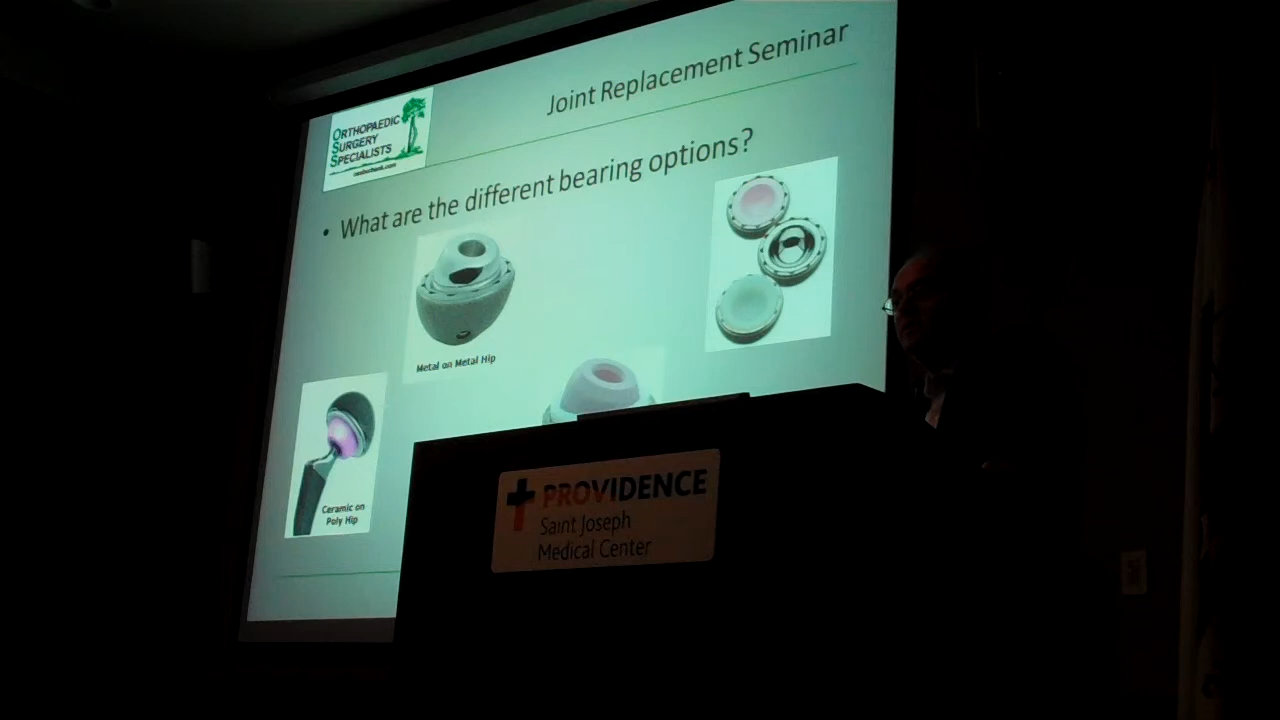 Joint Replacement Seminar
ORTHOPAEDIC
SURGERY
SPECIALISTS
• What are the different bearing options?
Metal on Metal Hip
Ceramic on
Poly Hip
PROVIDENCE
Saint Joseph
Medical Center